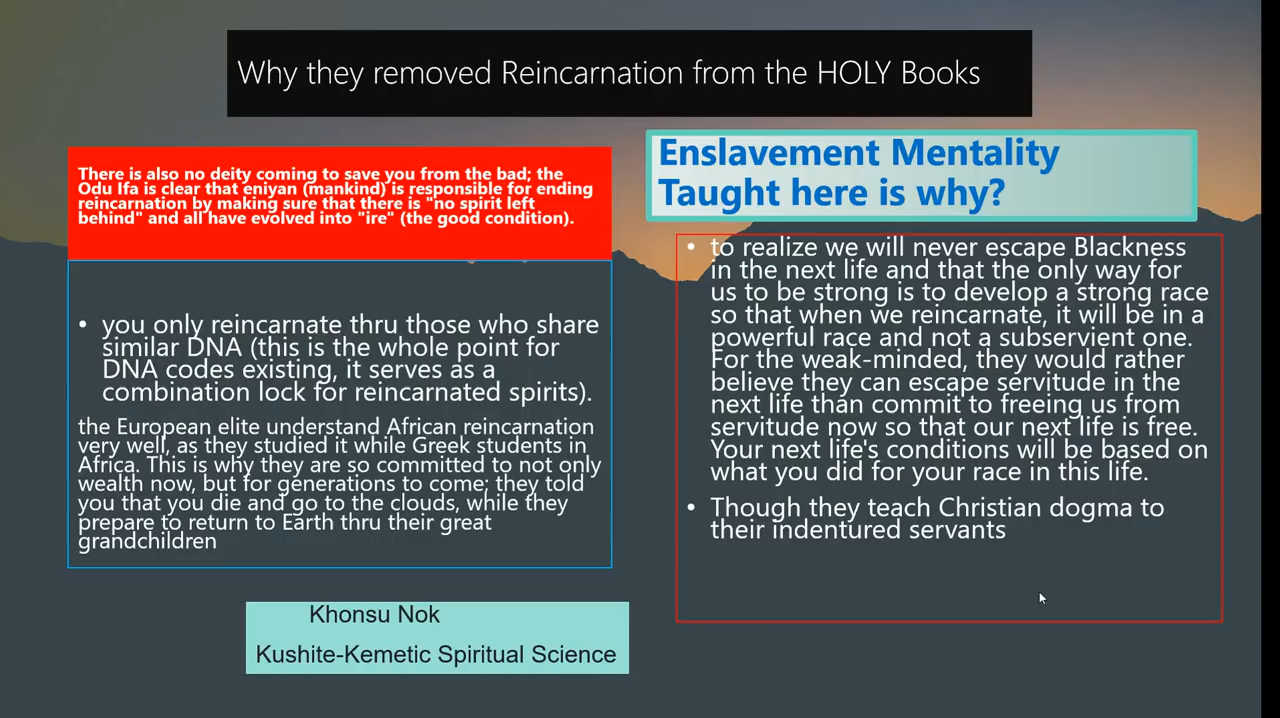 Why they removed Reincarnation from the HOLY Books
There is also no deity coming to save you from the bad; the
Odu Ifa is clear that eniyan (mankind) is responsible for ending
reincarnation by making sure that there is "no spirit left
behind" and all have evolved into "ire" (the good condition).
• you only reincarnate thru those who share
similar DNA (this is the whole point for
DNA codes existing, it serves as a
combination lock for reincarnated spirits).
the European elite understand African reincarnation
very well, as they studied it while Greek students in
Africa. This is why they are so committed to not only
wealth now, but for generations to come; they told
you that you die and go to the clouds, while they
prepare to return to Earth thru their great
grandchildren
Enslavement Mentality
Taught here is why?
• to realize we will never escape Blackness
in the next life and that the only way for
us to be strong is to develop a strong race
so that when we reincarnate, it will be in a
powerful race and not a subservient one.
For the weak-minded, they would rather
believe they can escape servitude in the
next life than commit to freeing us from
servitude now so that our next life is free.
Your next life's conditions will be based on
what you did for your race in this life.
• Though they teach Christian dogma to
their indentured servants
Khonsu Nok
Kushite-Kemetic Spiritual Science